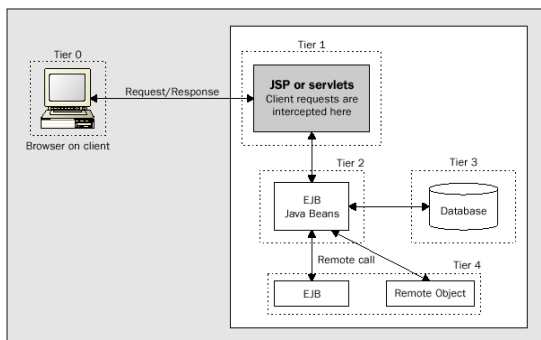 Tier 0
Tier 1
JSP or servlets
Client requests are
intercepted here
Request/Response
Browser on client
Tier 2
Tier 3
EJB
Java Beans
Database
Remote call
Tier 4
EJB
Remote Object